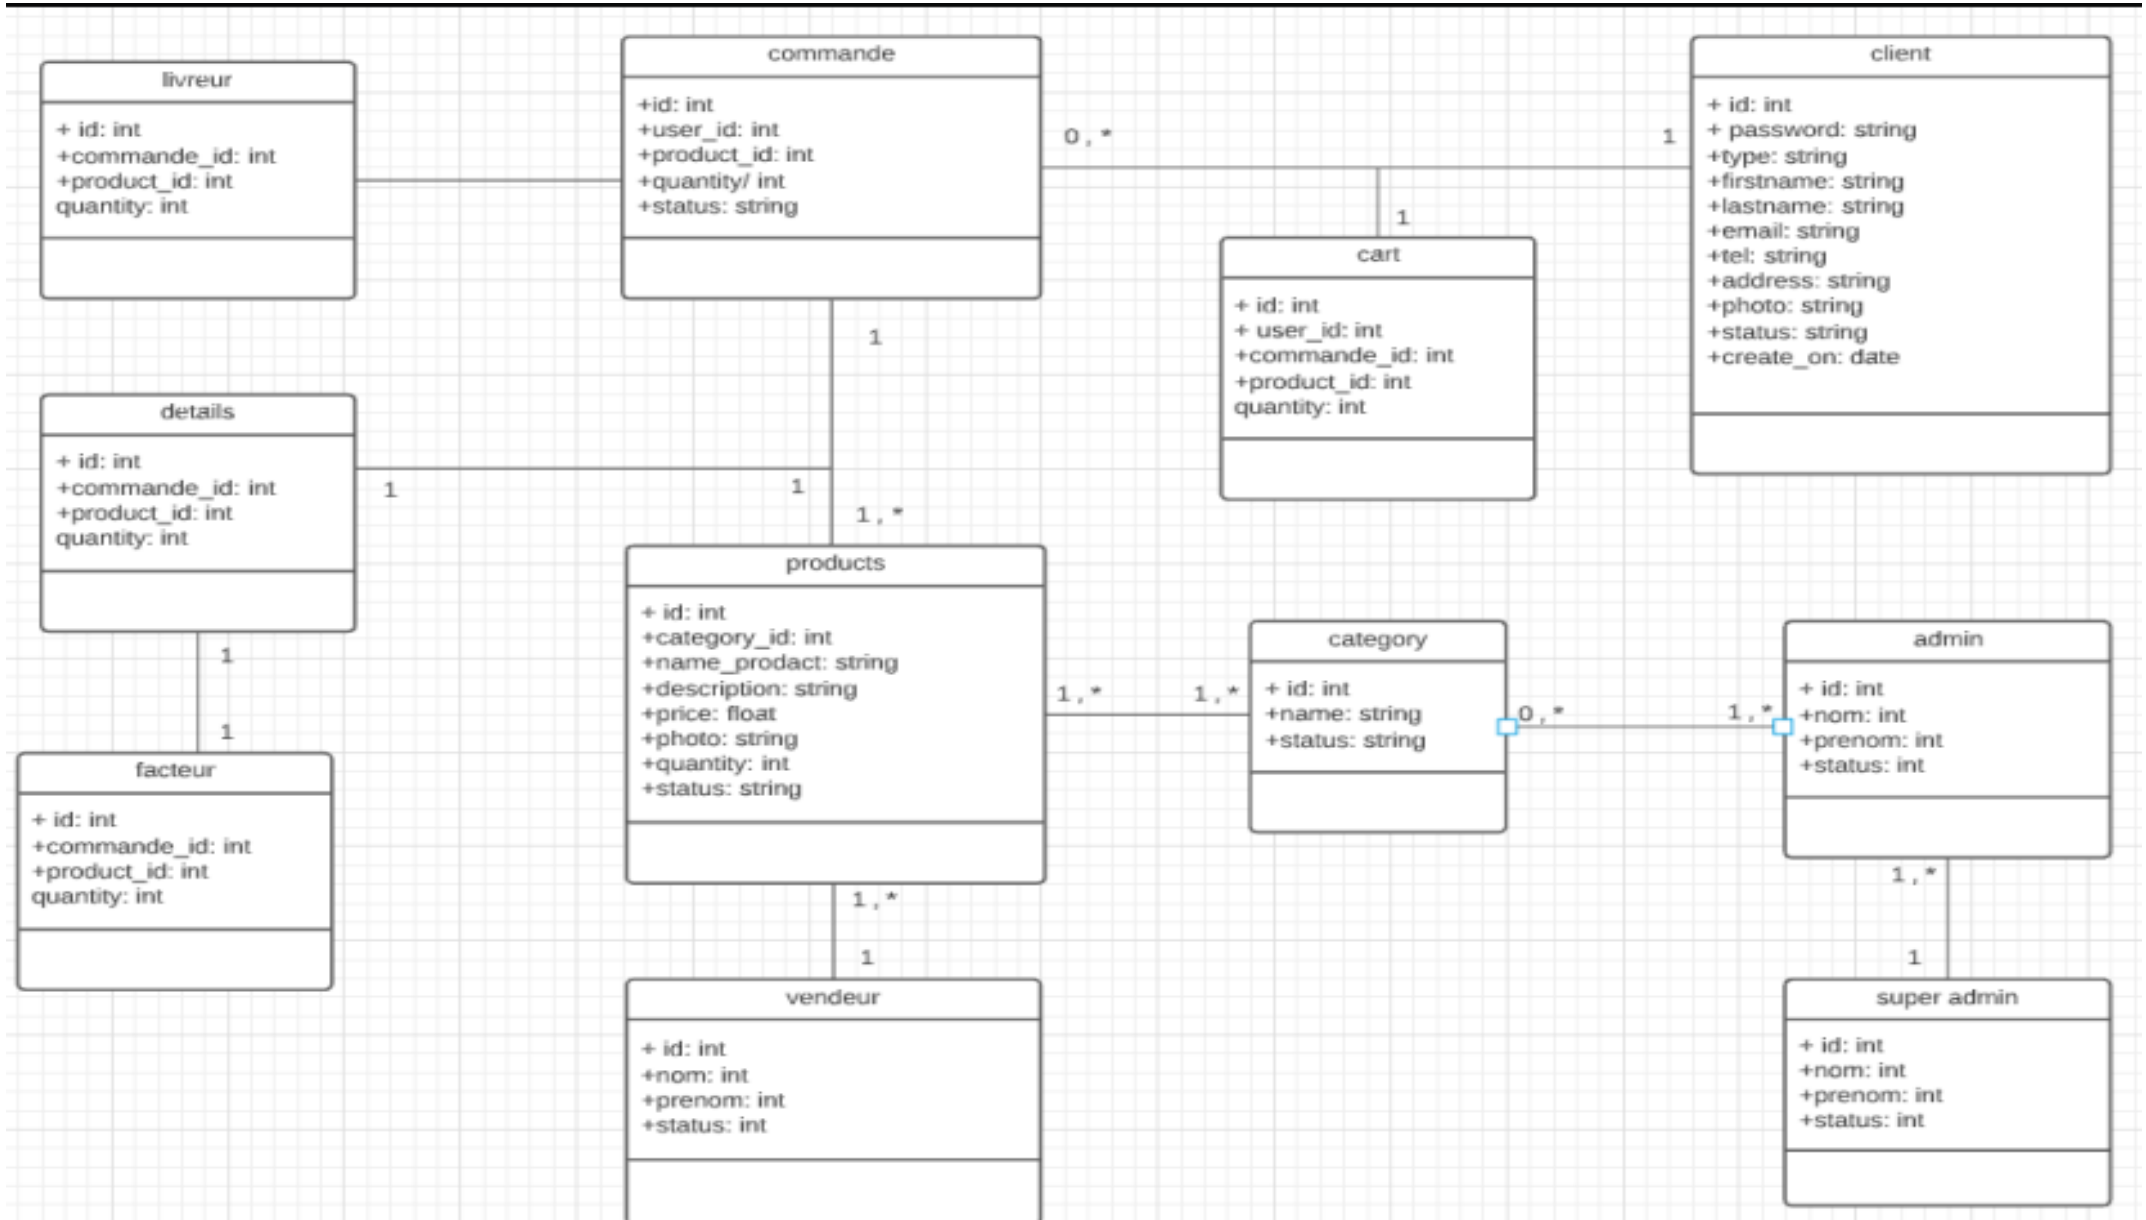 livreur
+ id: int
+commande_id: int
+product_id: int
quantity: int
commande
+id: int
+user_id: int
+product_id: int
+quantity/ int
+status: string
0 , *
1
1
client
+ id: int
+ password: string
+type: string
+firstname: string
+lastname: string
+email: string
+tel: string
+address: string
+photo: string
+status: string
+create_on: date
cart
+ id: int
+ user_id: int
+commande_id: int
+product_id: int
quantity: int
1
details
+ id: int
+commande_id: int
+product_id: int
quantity: int
1
1
1 , *
products
+ id: int
+category_id: int
+name_prodact: string
+description: string
+price: float
+photo: string
+quantity: int
+status: string
1 , *
1 , *
category
+ id: int
+name: string
+status: string
0 , *
1 , *
admin
+ id: int
+nom: int
+prenom: int
+status: int
1
1
facteur
+ id: int
+commande_id: int
+product_id: int
quantity: int
1 , *
1
vendeur
+ id: int
+nom: int
+prenom: int
+status: int
1 , *
1
super admin
+ id: int
+nom: int
+prenom: int
+status: int